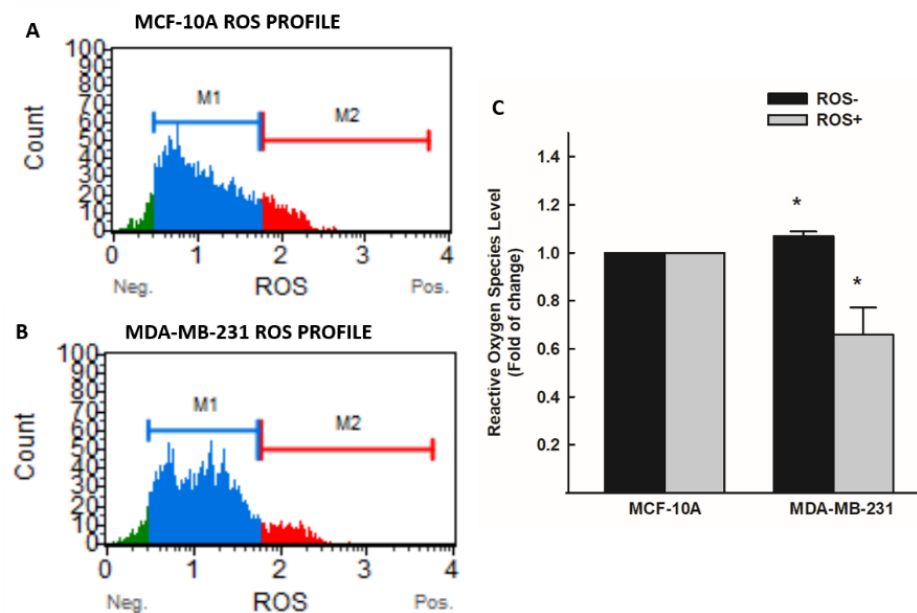 A
MCF-10A ROS PROFILE
100
90
80
70
60
50
40
30
20
10
0
Count
M1
M2
0 1 2 3 4
Neg. ROS Pos.
B
MDA-MB-231 ROS PROFILE
100
90
80
70
60
50
40
30
20
10
0
Count
M1
M2
0 1 2 3 4
Neg. ROS Pos.
C
ROS-
ROS+
Reactive Oxygen Species Level
(Fold of change)
1.4
1.2
1.0
0.8
0.6
0.4
0.2
*
*
MCF-10A MDA-MB-231